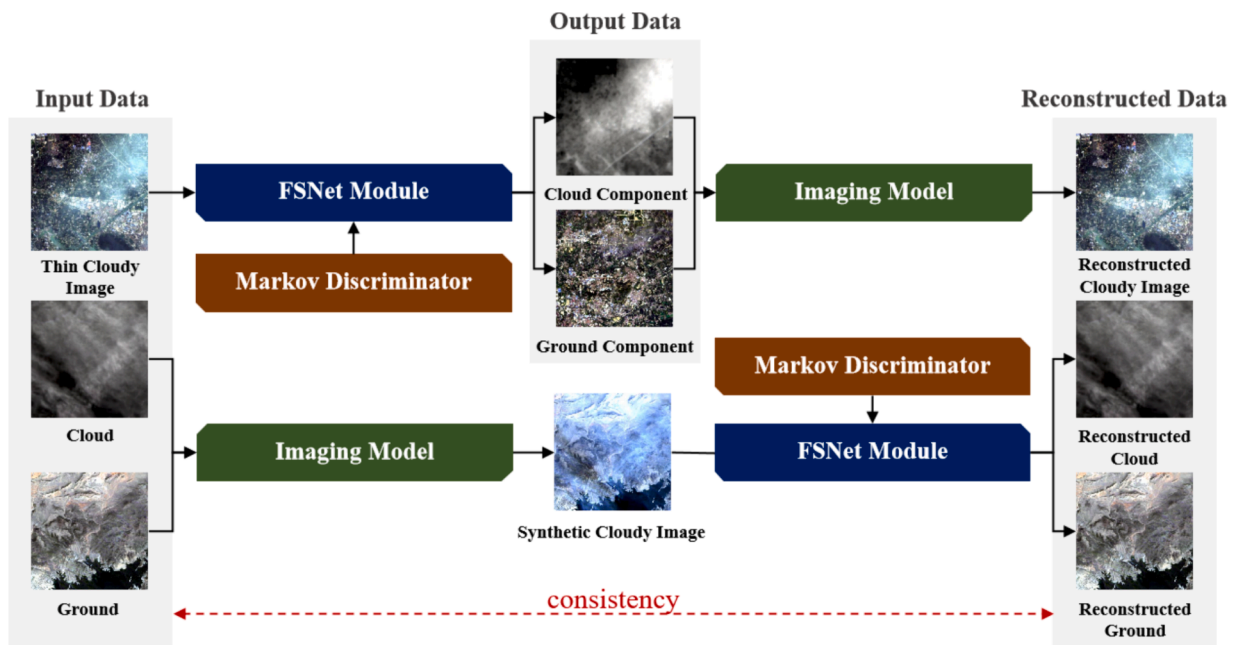 Output Data
Input Data
Reconstructed Data
FSNet Module
Cloud Component
Imaging Model
Thin Cloudy
Image
Markov Discriminator
Reconstructed
Cloudy Image
Ground Component
Markov Discriminator
Cloud
Imaging Model
FSNet Module
Reconstructed
Cloud
Synthetic Cloudy Image
Ground
consistency
Reconstructed
Ground